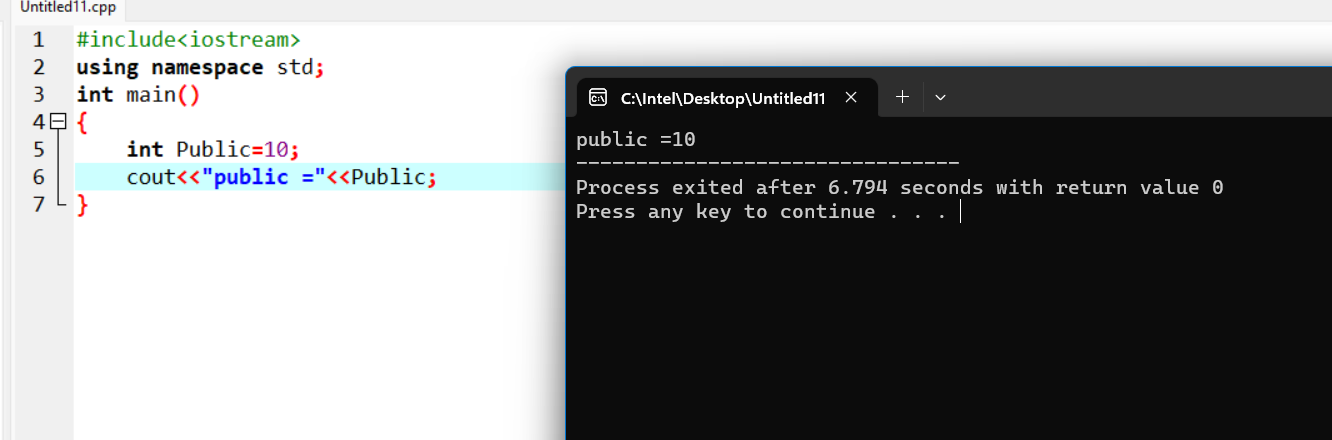 Untitled11.cpp
1 #include<iostream>
2 using namespace std;
3 int main()
4 {
5 int Public=10;
6 cout<<"public ="<<Public;
7 }
C:\Intel\Desktop\Untitled11
public =10
--------------------------------
Process exited after 6.794 seconds with return value 0
Press any key to continue . . .